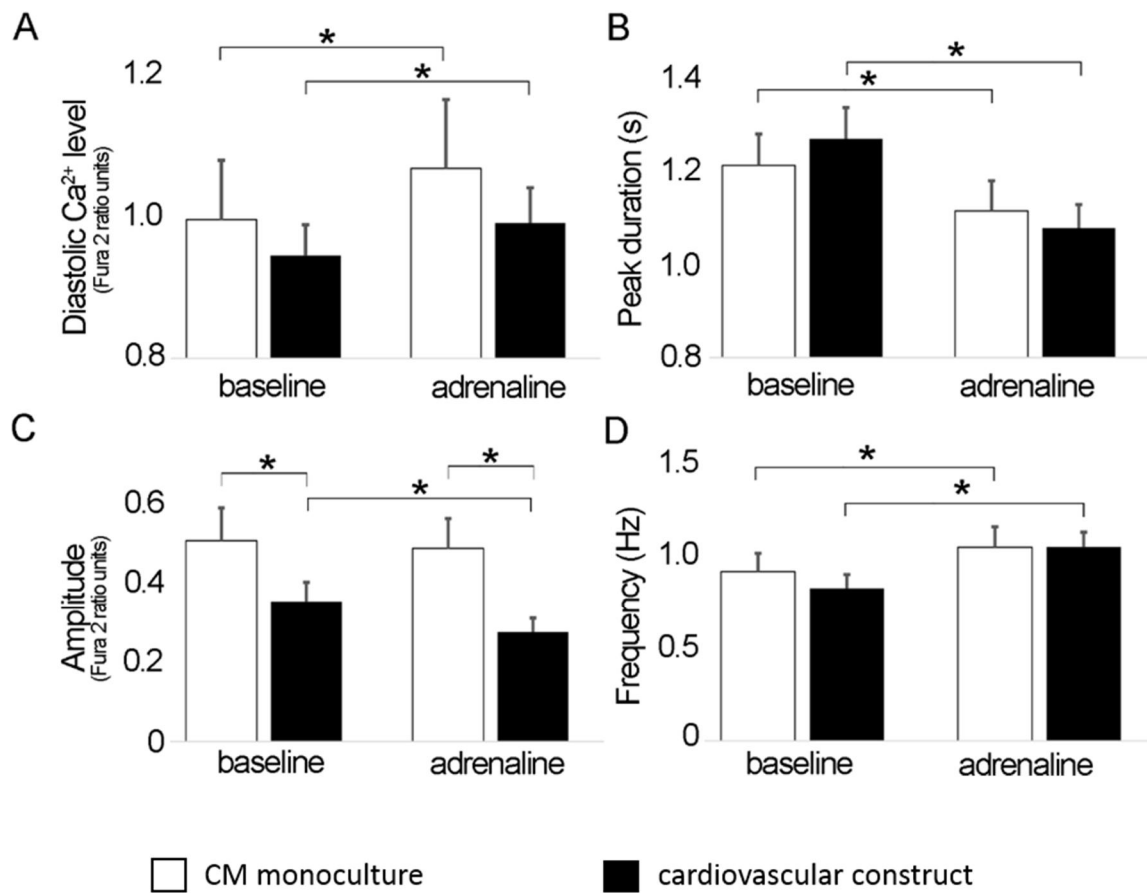 A
*
*
1.2
1.0
0.8
Diastolic Ca²⁺ level
(Fura 2 ratio units)
baseline
adrenaline
B
*
*
1.4
1.2
1.0
0.8
Peak duration (s)
baseline
adrenaline
C
*
*
*
0.6
0.4
0.2
0
Amplitude
(Fura 2 ratio units)
baseline
adrenaline
D
*
*
1.5
1.0
0.5
0
Frequency (Hz)
baseline
adrenaline
CM monoculture
cardiovascular construct